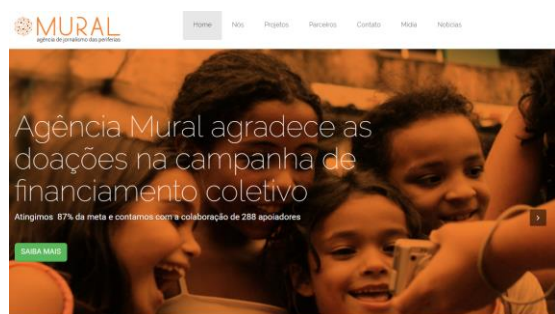 MURAL
agência de jornalismo das periferias
Home Nós Projetos Parceiros Contato Mídia Notícias
Agência Mural agradece as
doações na campanha de
financiamento coletivo
Atingimos 87% da meta e contamos com a colaboração de 288 apoiadores
SAIBA MAIS